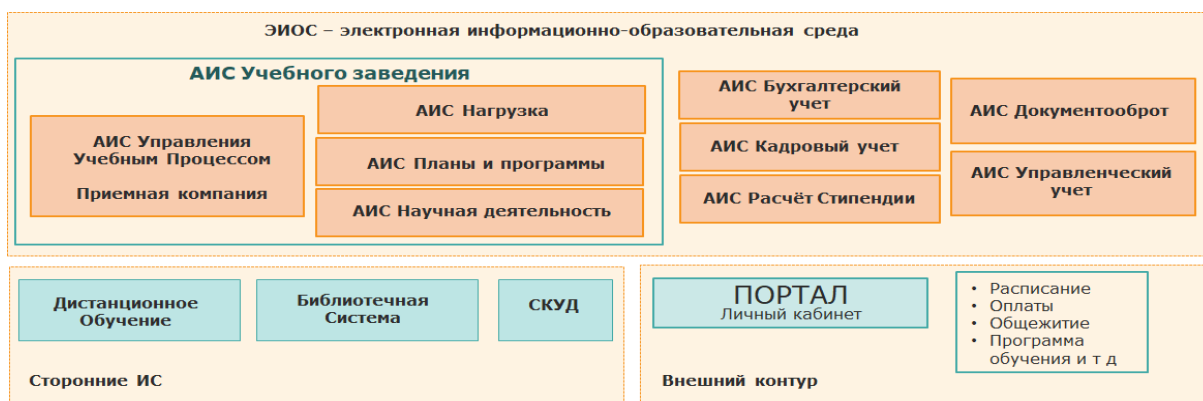 ЭИОС – электронная информационно-образовательная среда
АИС Учебного заведения
АИС Управления
Учебным Процессом
Приемная компания
АИС Нагрузка
АИС Планы и программы
АИС Научная деятельность
АИС Бухгалтерский
учет
АИС Кадровый учет
АИС Расчёт Стипендии
АИС Документооброт
АИС Управленческий
учет
Дистанционное
Обучение
Библиотечная
Система
СКУД
Сторонние ИС
ПОРТАЛ
Личный кабинет
• Расписание
• Оплаты
• Общежитие
• Программа
обучения и т д
Внешний контур